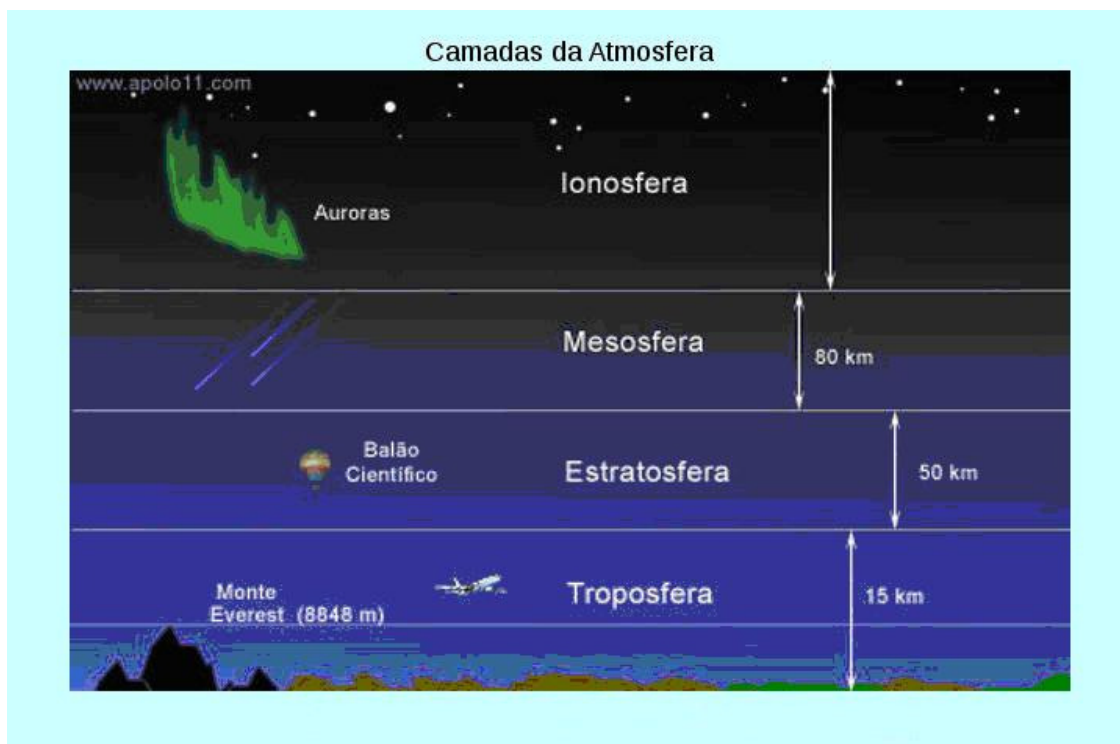 Camadas da Atmosfera
www.apolo11.com
Ionosfera
Auroras
Mesosfera
80 km
Balão
Científico
Estratosfera
50 km
Monte
Everest (8848 m)
Troposfera
15 km